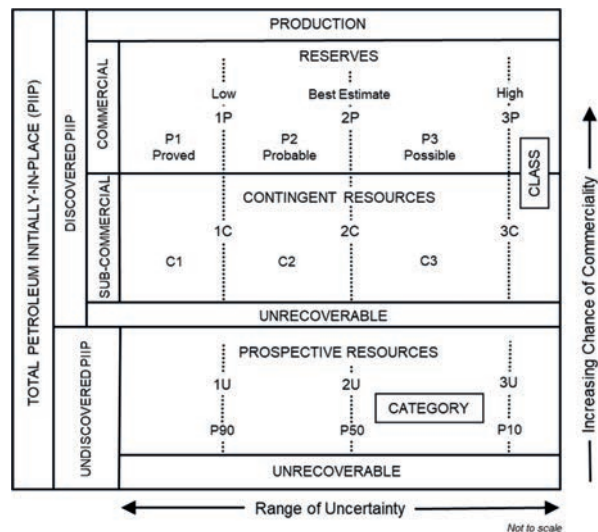 TOTAL PETROLEUM INITIALLY-IN-PLACE (PIIP)
DISCOVERED PIIP
UNDISCOVERED PIIP
COMMERCIAL
SUB-COMMERCIAL
PRODUCTION
RESERVES
Low Best Estimate High
1P 2P 3P
P1 P2 P3
Proved Probable Possible
CLASS
CONTINGENT RESOURCES
1C 2C 3C
C1 C2 C3
UNRECOVERABLE
PROSPECTIVE RESOURCES
1U 2U 3U
CATEGORY
P90 P50 P10
UNRECOVERABLE
Increasing Chance of Commerciality
Range of Uncertainty
Not to scale